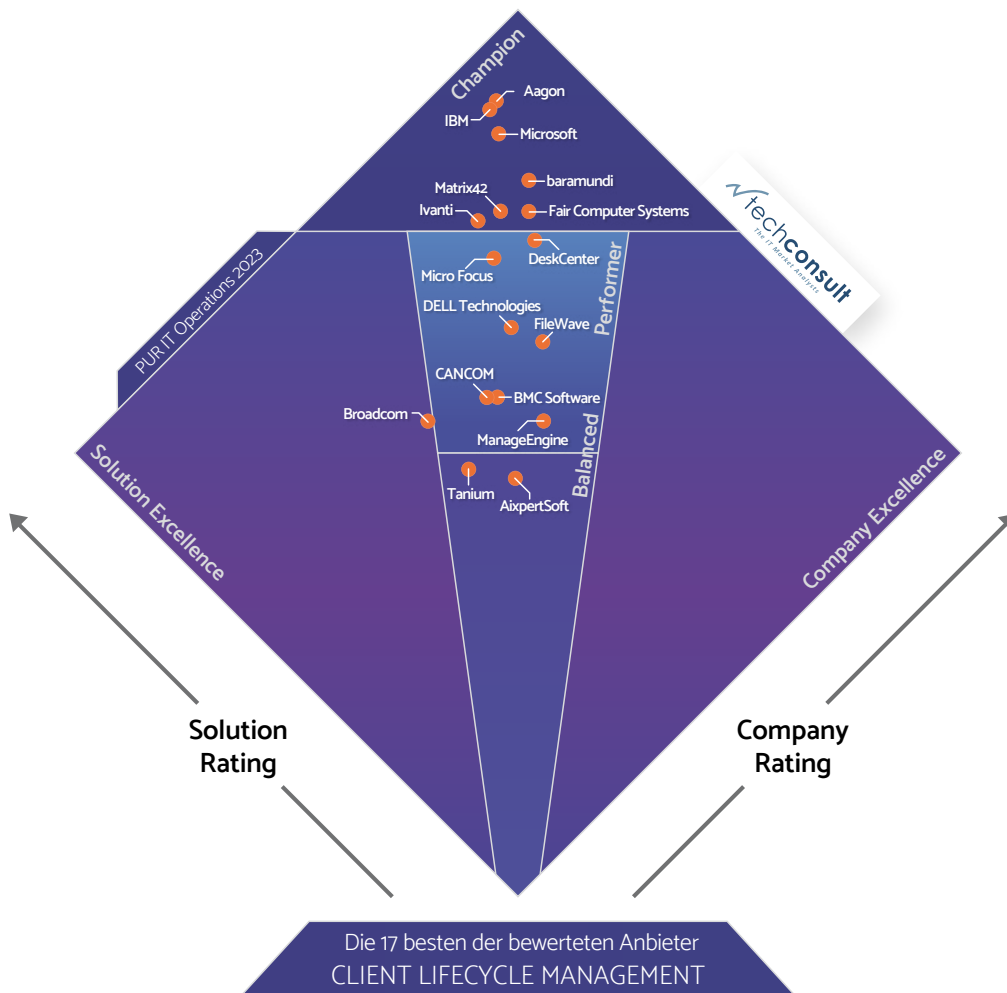 Champion
Aagon
IBM
Microsoft
baramundi
Matrix42
Ivanti
Fair Computer Systems
techconsult
The IT Market Analysts
PUR IT Operations 2023
DeskCenter
Micro Focus
Performer
DELL Technologies
FileWave
CANCOM
BMC Software
Broadcom
ManageEngine
Balanced
Tanium
AixpertSoft
Solution Excellence
Company Excellence
Solution
Rating
Company
Rating
Die 17 besten der bewerteten Anbieter
CLIENT LIFECYCLE MANAGEMENT